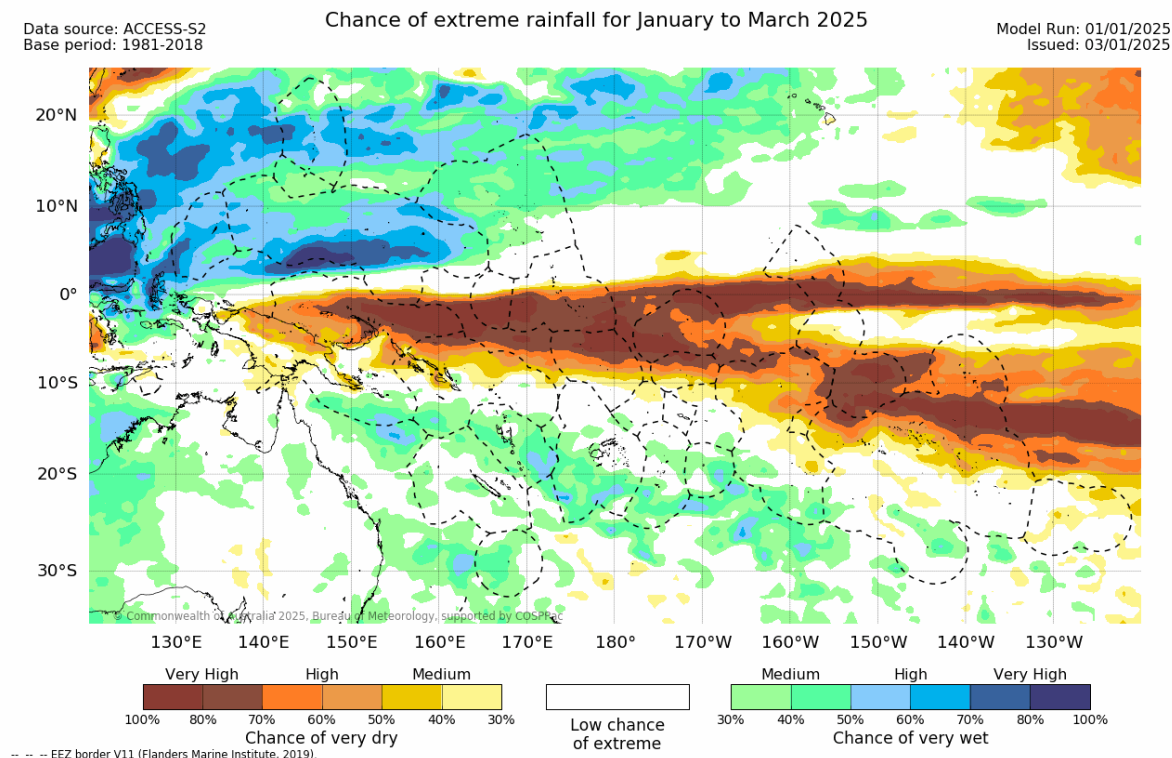 Chance of extreme rainfall for January to March 2025
Data source: ACCESS-S2
Base period: 1981-2018
Model Run: 01/01/2025
Issued: 03/01/2025
20°N
10°N
0°
10°S
20°S
30°S
© Commonwealth of Australia 2025, Bureau of Meteorology, supported by COSPPac
130°E 140°E 150°E 160°E 170°E 180° 170°W 160°W 150°W 140°W 130°W
Very High High Medium
100% 80% 70% 60% 50% 40% 30%
Chance of very dry
Low chance
of extreme
Medium High Very High
30% 40% 50% 60% 70% 80% 100%
Chance of very wet
-- -- -- EEZ border V11 (Flanders Marine Institute, 2019).